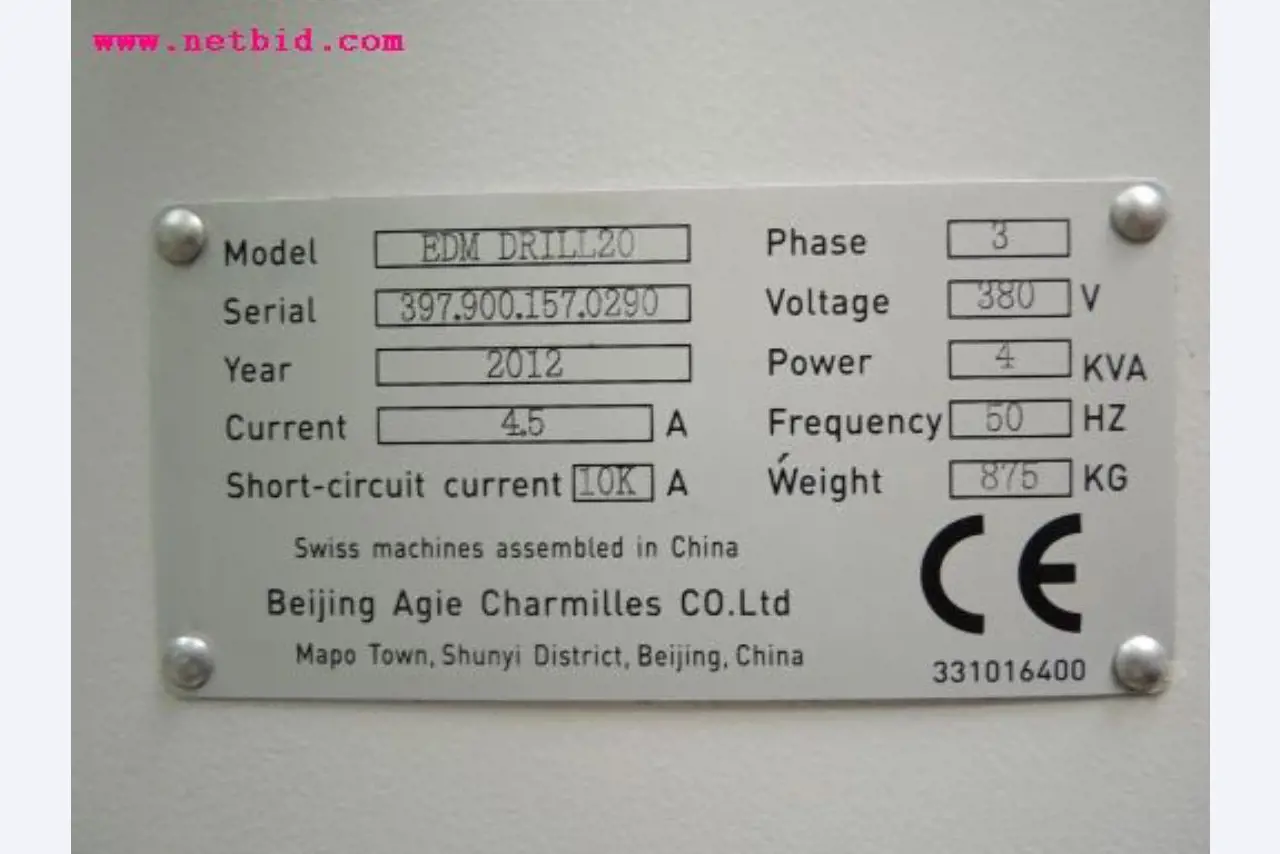 www.netbid.com
Model EDM DRILL20
Serial 397.900.157.0290
Year 2012
Current 4.5 A
Short-circuit current 10K A
Phase 3
Voltage 380 V
Power 4 KVA
Frequency 50 HZ
Weight 875 KG
Swiss machines assembled in China
Beijing Agie Charmilles CO.Ltd
Mapo Town, Shunyi District, Beijing, China
CE
331016400